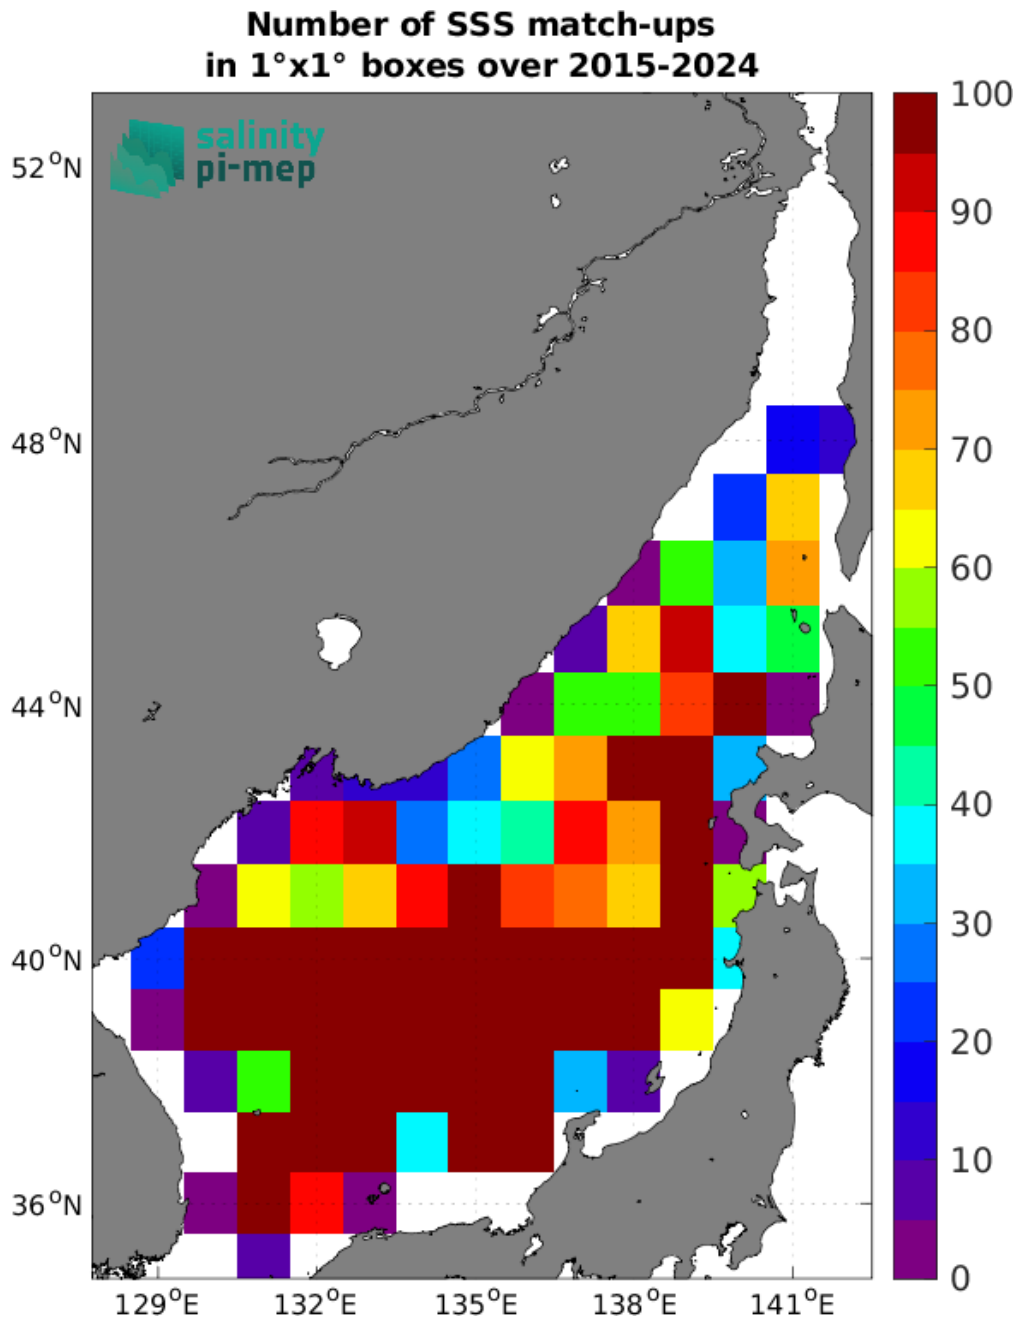 Number of SSS match-ups
in 1°x1° boxes over 2015-2024
salinity
pi-mep
52°N
48°N
44°N
40°N
36°N
129°E
132°E
135°E
138°E
141°E
100
90
80
70
60
50
40
30
20
10
0